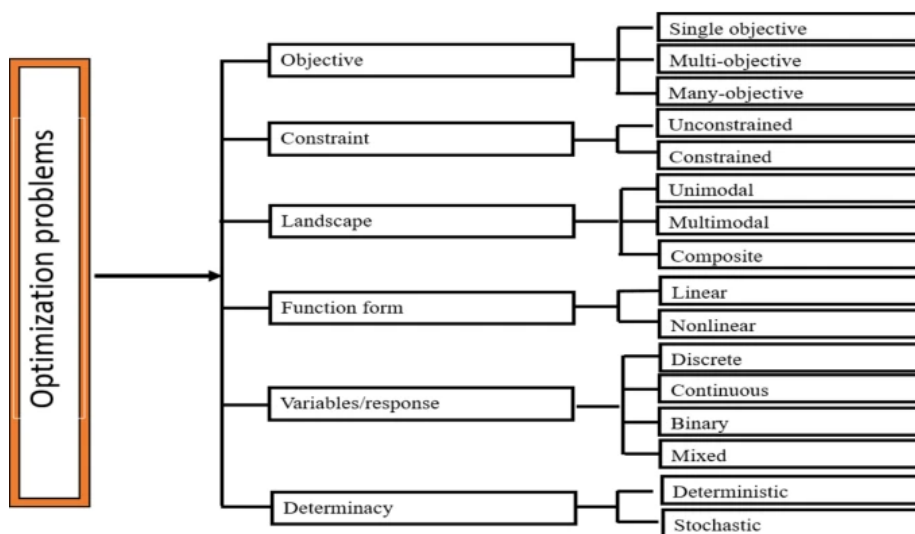 Optimization problems
Objective
Single objective
Multi-objective
Many-objective
Constraint
Unconstrained
Constrained
Landscape
Unimodal
Multimodal
Composite
Function form
Linear
Nonlinear
Variables/response
Discrete
Continuous
Binary
Mixed
Determinacy
Deterministic
Stochastic